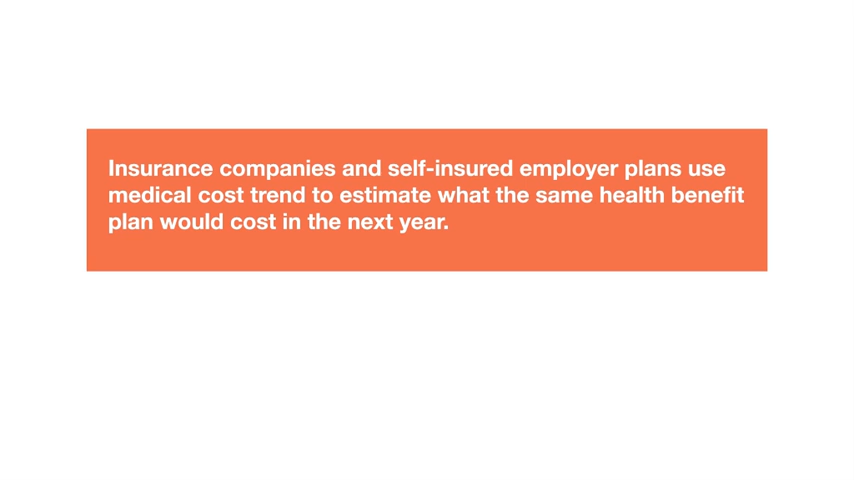 Insurance companies and self-insured employer plans use
medical cost trend to estimate what the same health benefit
plan would cost in the next year.